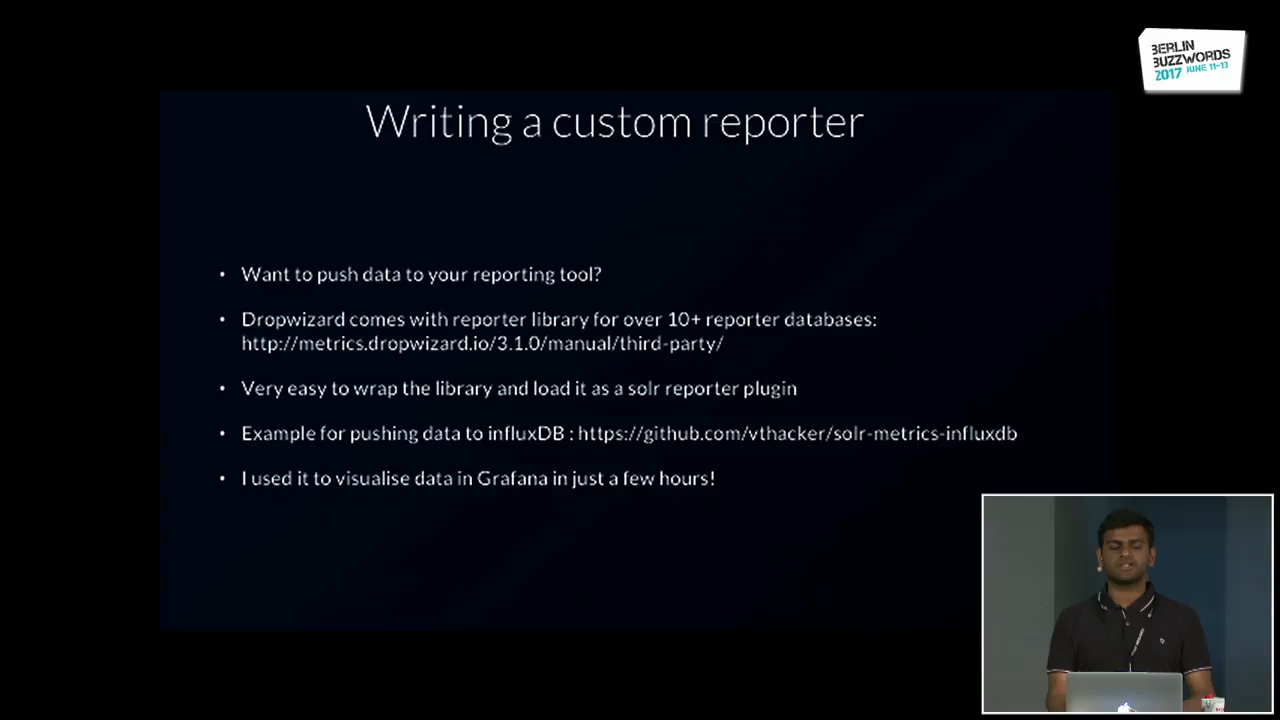 BERLIN
BUZZWORDS
2017 JUNE 11-13
Writing a custom reporter
• Want to push data to your reporting tool?
• Dropwizard comes with reporter library for over 10+ reporter databases:
http://metrics.dropwizard.io/3.1.0/manual/third-party/
• Very easy to wrap the library and load it as a solr reporter plugin
• Example for pushing data to influxDB : https://github.com/vthacker/solr-metrics-influxdb
• I used it to visualise data in Grafana in just a few hours!